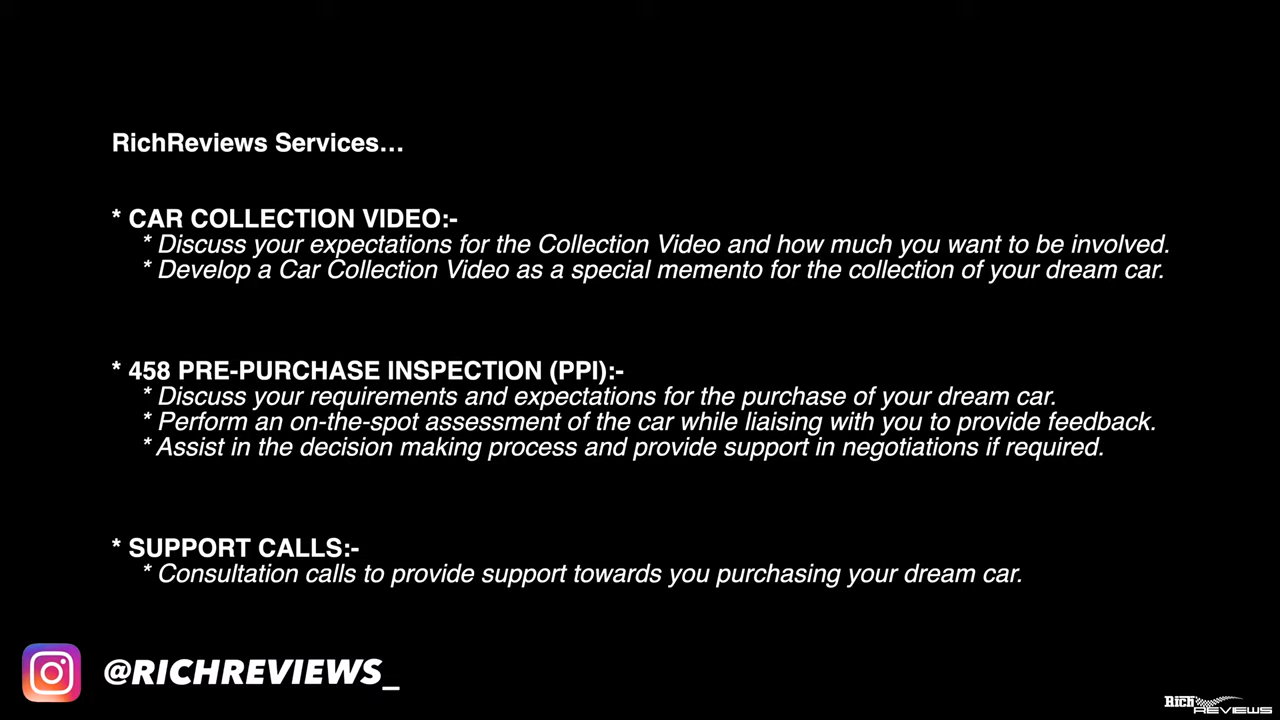 RichReviews Services...
* CAR COLLECTION VIDEO:-
* Discuss your expectations for the Collection Video and how much you want to be involved.
* Develop a Car Collection Video as a special memento for the collection of your dream car.
* 458 PRE-PURCHASE INSPECTION (PPI):-
* Discuss your requirements and expectations for the purchase of your dream car.
* Perform an on-the-spot assessment of the car while liaising with you to provide feedback.
* Assist in the decision making process and provide support in negotiations if required.
* SUPPORT CALLS:-
* Consultation calls to provide support towards you purchasing your dream car.
@RICHREVIEWS_
Rich
REVIEWS